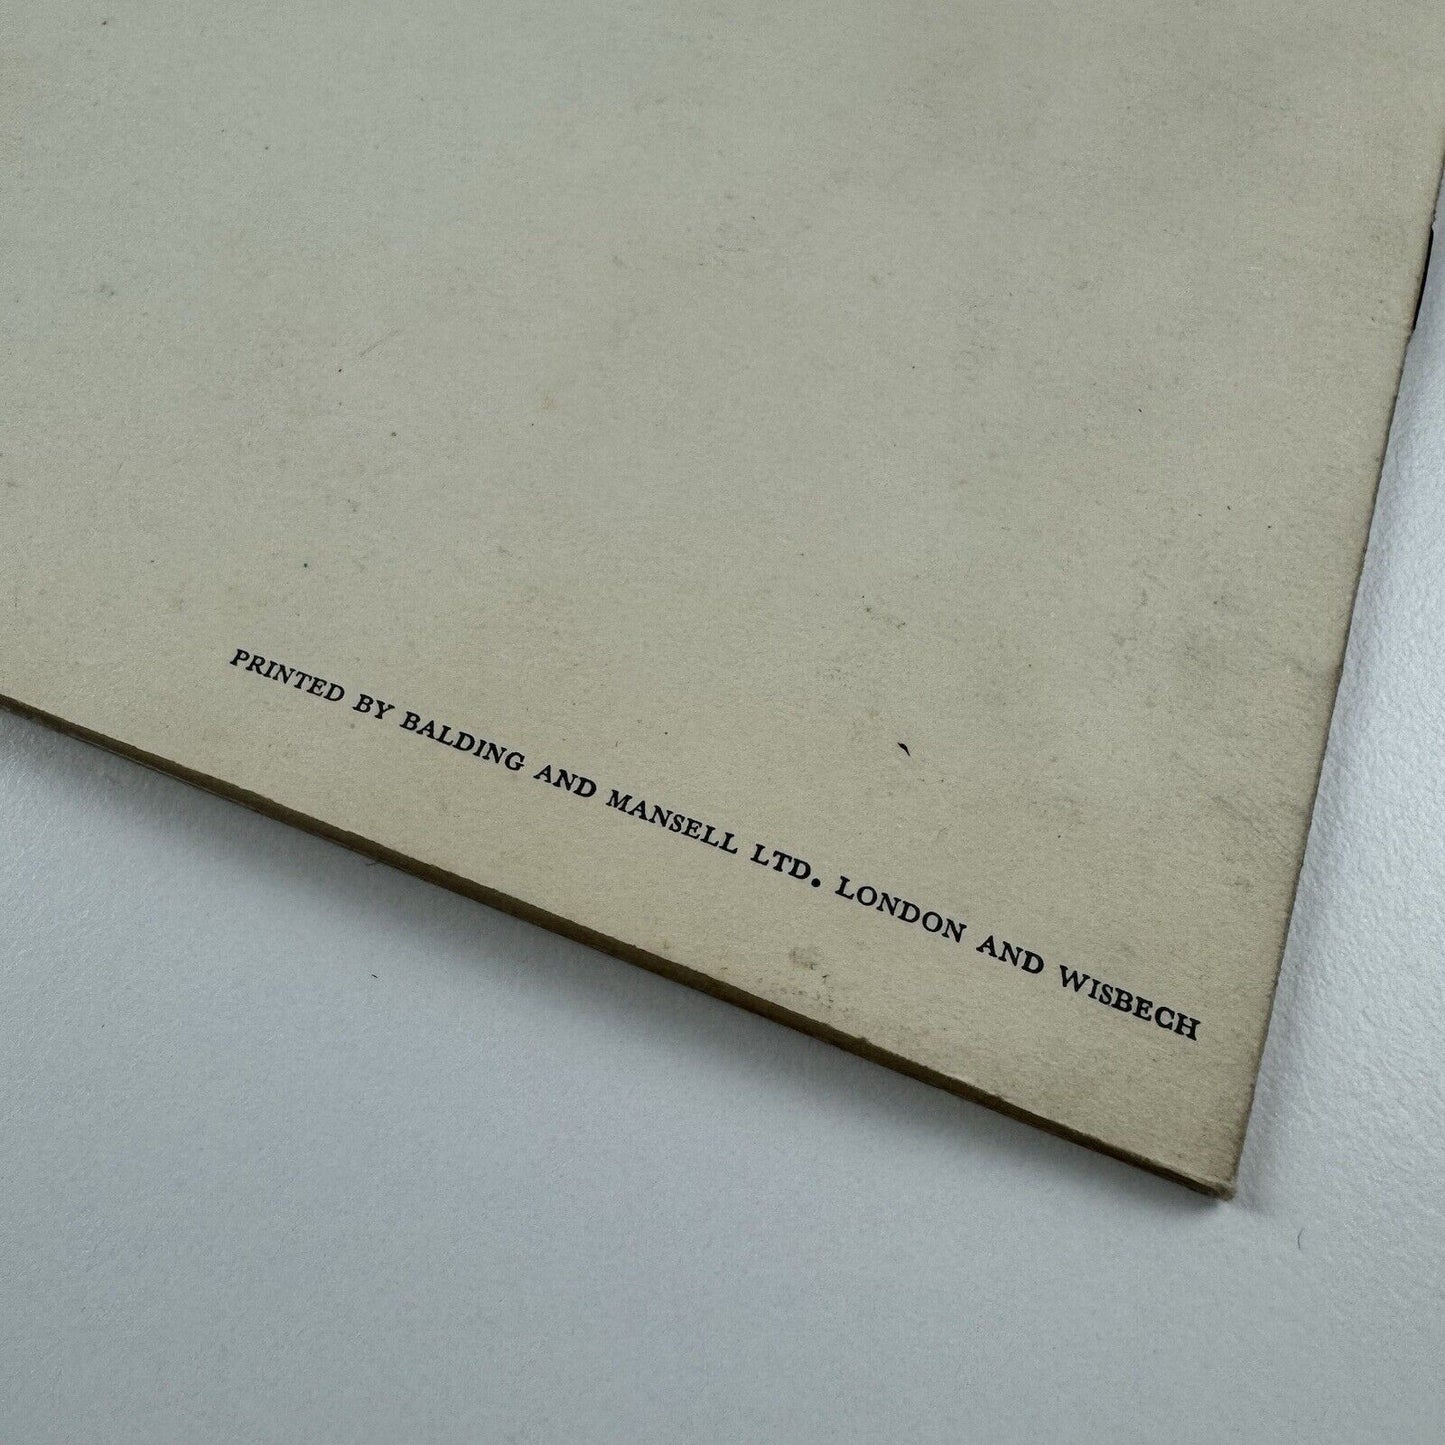 PRINTED BY BALDING AND MANSELL LTD. LONDON AND WISBECH